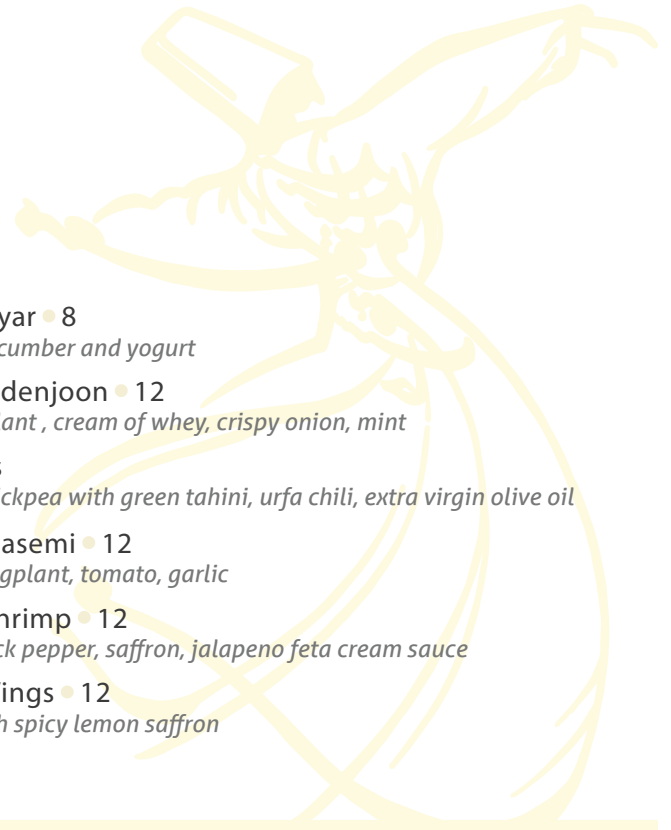 yar • 8
cumber and yogurt
denjoon • 12
lant , cream of whey, crispy onion, mint
s
ickpea with green tahini, urfa chili, extra virgin olive oil
asemi • 12
gplant, tomato, garlic
hrimp • 12
ck pepper, saffron, jalapeno feta cream sauce
ings • 12
h spicy lemon saffron